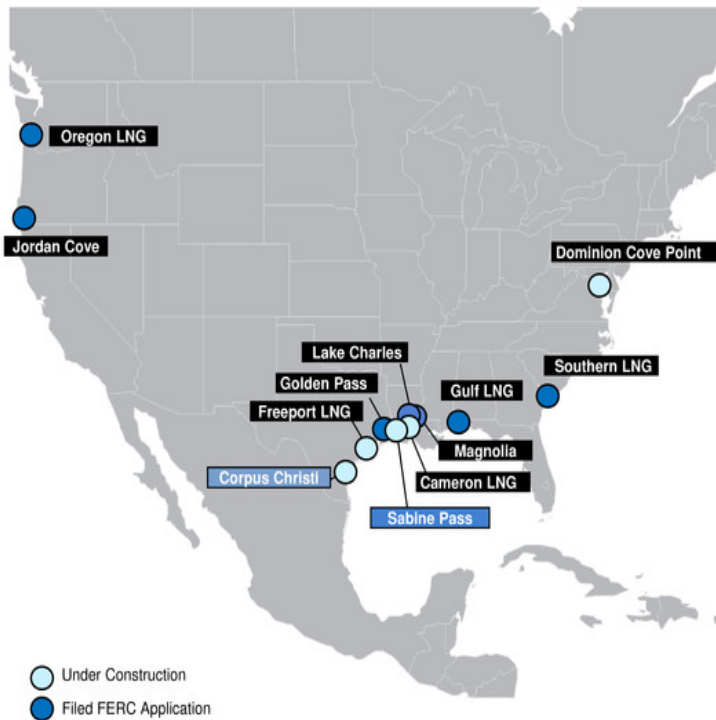 Oregon LNG
Jordan Cove
Dominion Cove Point
Lake Charles
Southern LNG
Golden Pass
Gulf LNG
Freeport LNG
Magnolia
Corpus Christi
Cameron LNG
Sabine Pass
Under Construction
Filed FERC Application